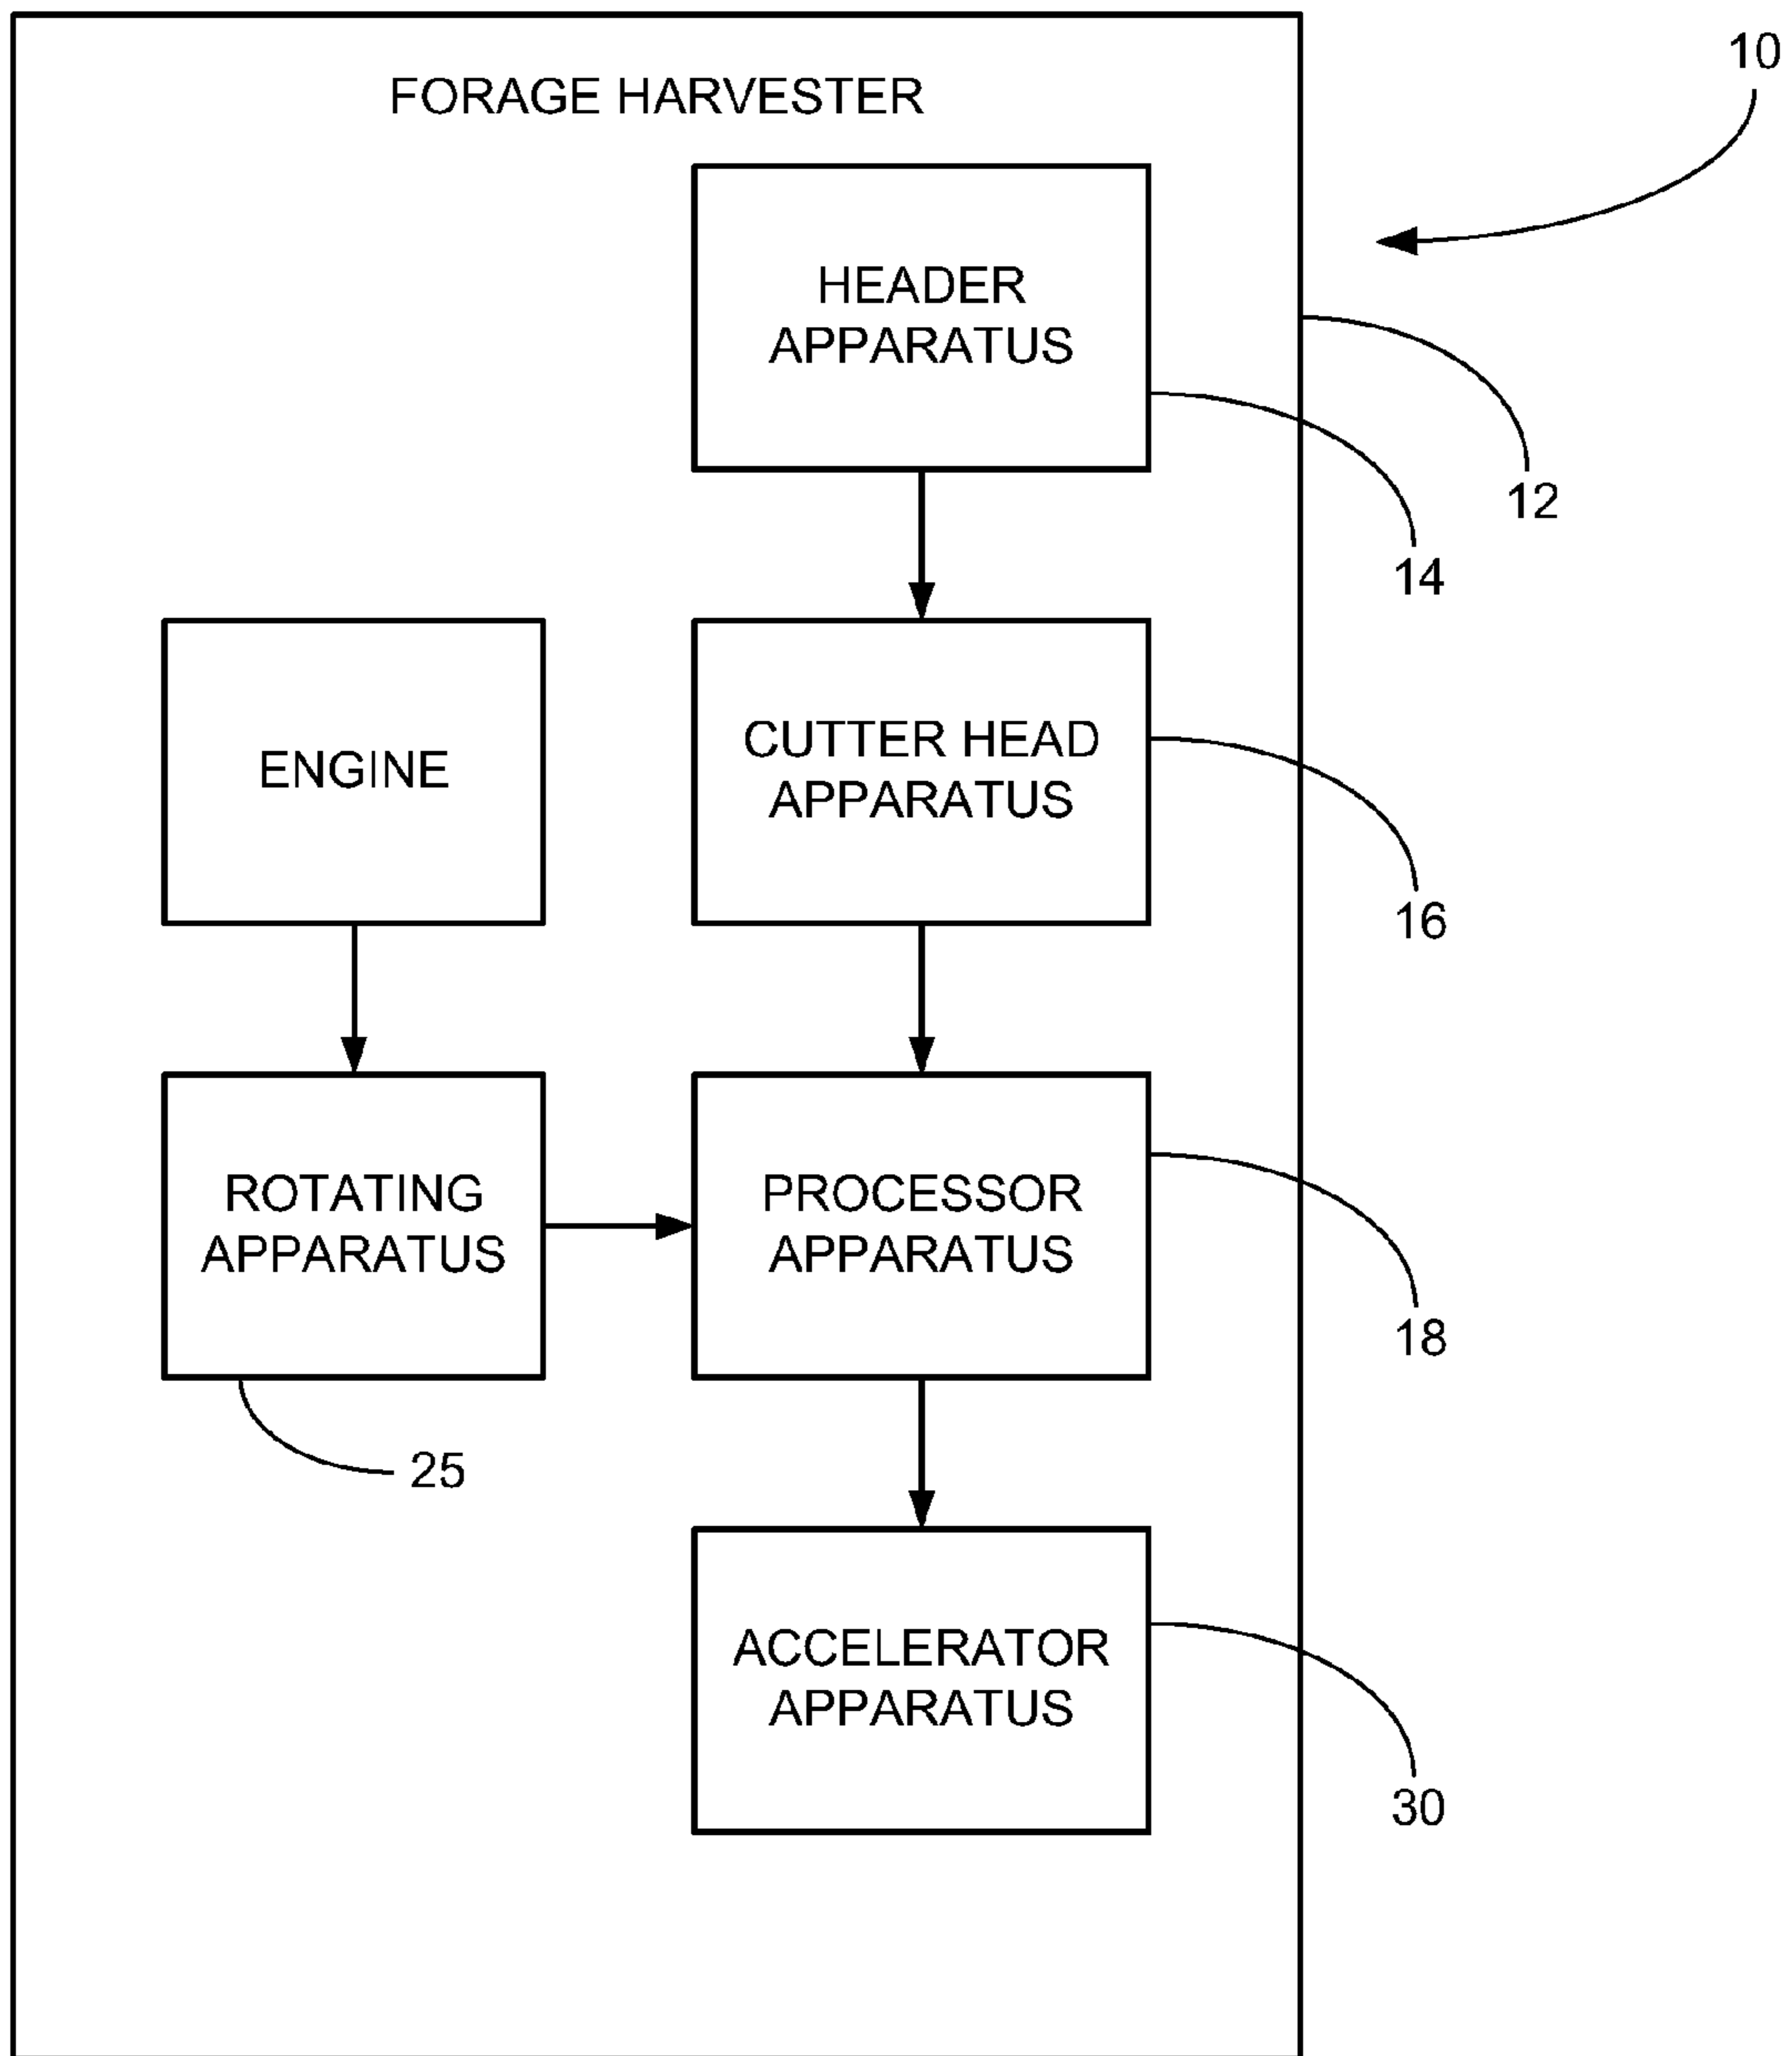 10
FORAGE HARVESTER
HEADER
APPARATUS
12
14
ENGINE
CUTTER HEAD
APPARATUS
16
ROTATING
APPARATUS
PROCESSOR
APPARATUS
18
25
ACCELERATOR
APPARATUS
30